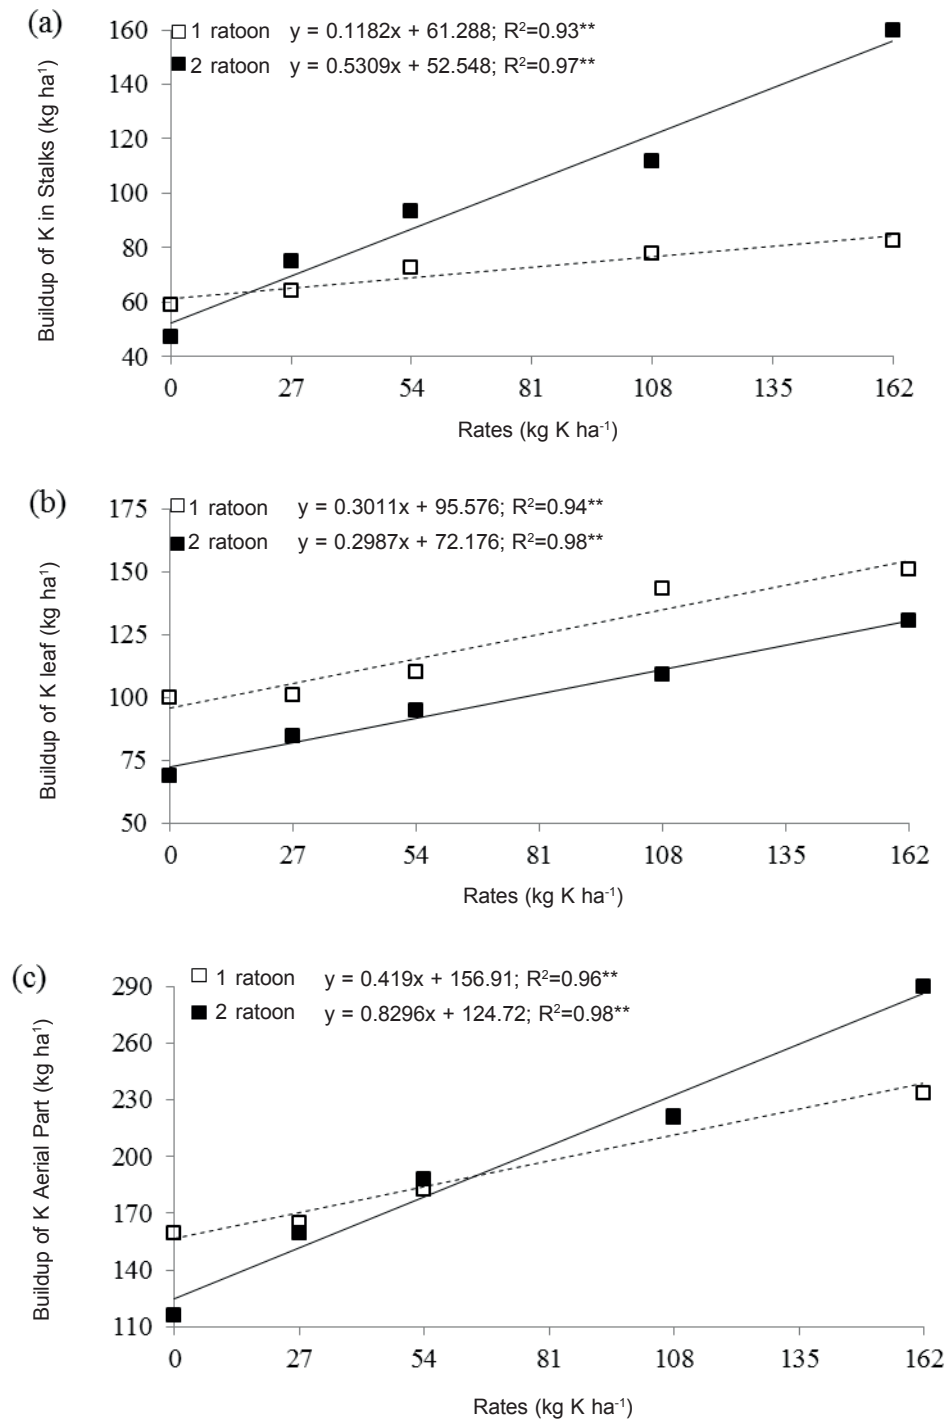 (a)
1 ratoon y = 0.1182x + 61.288; R²=0.93**
2 ratoon y = 0.5309x + 52.548; R²=0.97**
Buildup of K in Stalks (kg ha¹)
160
140
120
100
80
60
40
0 27 54 81 108 135 162
Rates (kg K ha⁻¹)
(b)
1 ratoon y = 0.3011x + 95.576; R²=0.94**
2 ratoon y = 0.2987x + 72.176; R²=0.98**
Buildup of K leaf (kg ha¹)
175
150
125
100
75
50
0 27 54 81 108 135 162
Rates (kg K ha⁻¹)
(c)
1 ratoon y = 0.419x + 156.91; R²=0.96**
2 ratoon y = 0.8296x + 124.72; R²=0.98**
Buildup of K Aerial Part (kg ha¹)
290
260
230
200
170
140
110
0 27 54 81 108 135 162
Rates (kg K ha⁻¹)